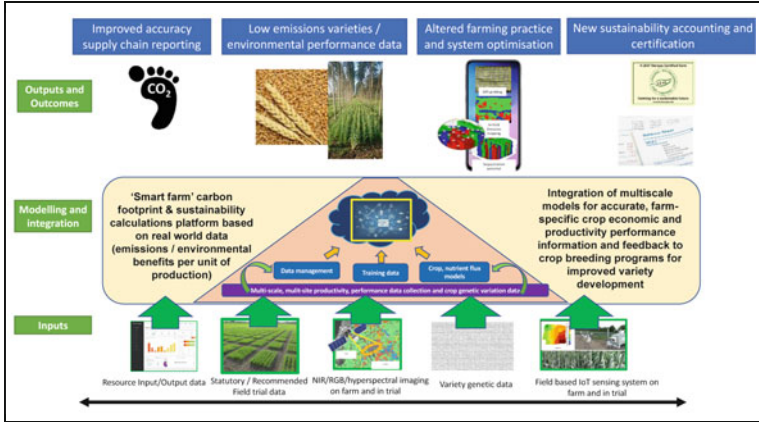 Improved accuracy
supply chain reporting
Low emissions varieties /
environmental performance data
Altered farming practice
and system optimisation
New sustainability accounting and
certification
Outputs and
Outcomes
CO2
Modelling and
integration
'Smart farm' carbon
footprint & sustainability
calculations platform based
on real world data
(emissions / environmental
benefits per unit of
production)
Data management
Training data
Crop, nutrient flux
models
Multi-scale, multi-site productivity, performance data collection and crop genetic variation data
Integration of multiscale
models for accurate, farm-
specific crop economic and
productivity performance
information and feedback to
crop breeding programs for
improved variety
development
Inputs
Resource Input/Output data
Statutory / Recommended
Field trial data
NIR/RGB/hyperspectral imaging
on farm and in trial
Variety genetic data
Field based IoT sensing system on
farm and in trial